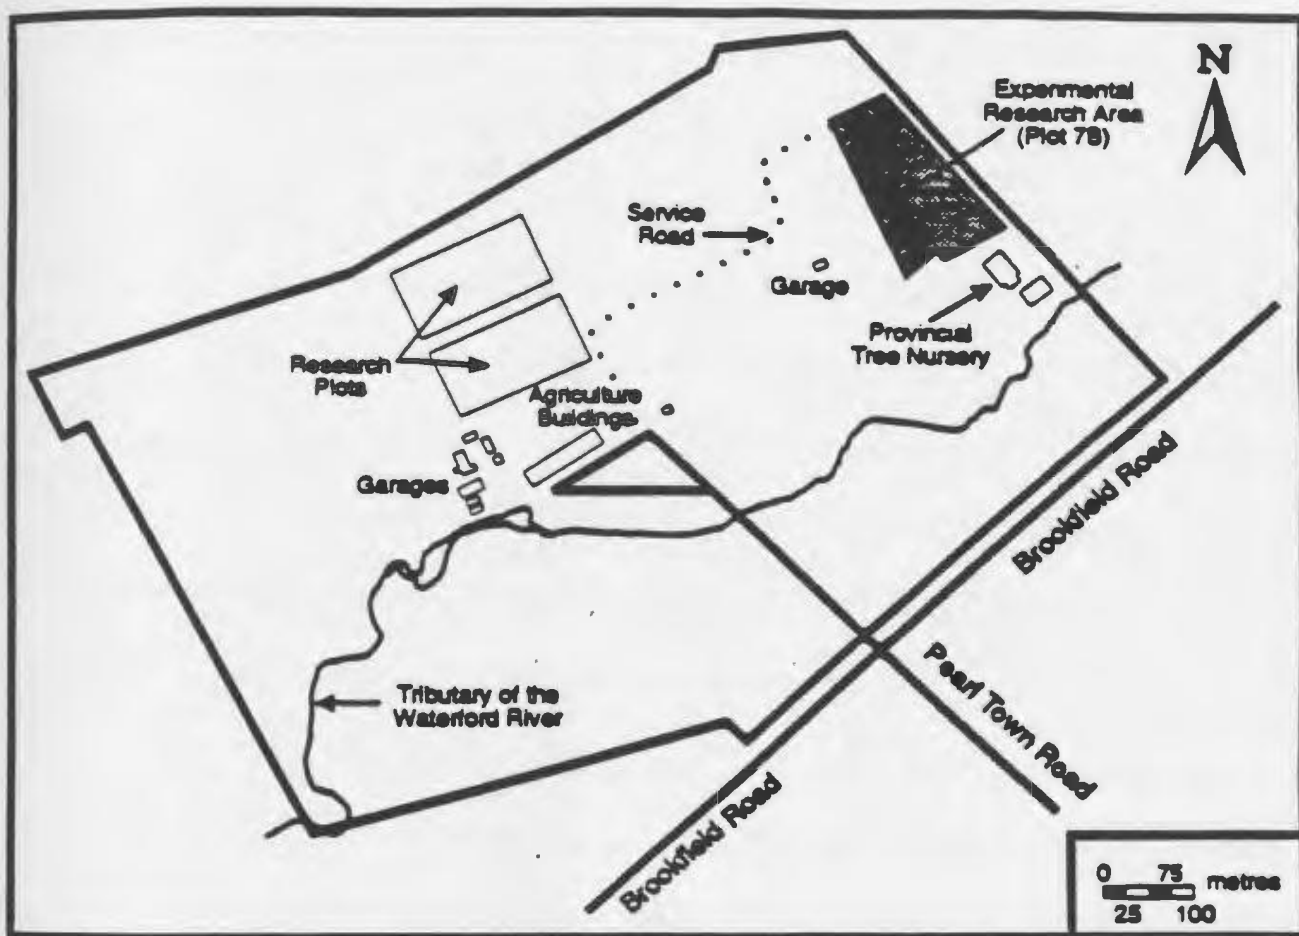 N
Experimental
Research Area
(Plot 7B)
Service
Road
Garage
Provincial
Tree Nursery
Research
Plots
Agriculture
Buildings
Garages
Brookfield Road
Tributary of the
Waterford River
Pearl Town Road
Brookfield Road
0 75 metres
25 100